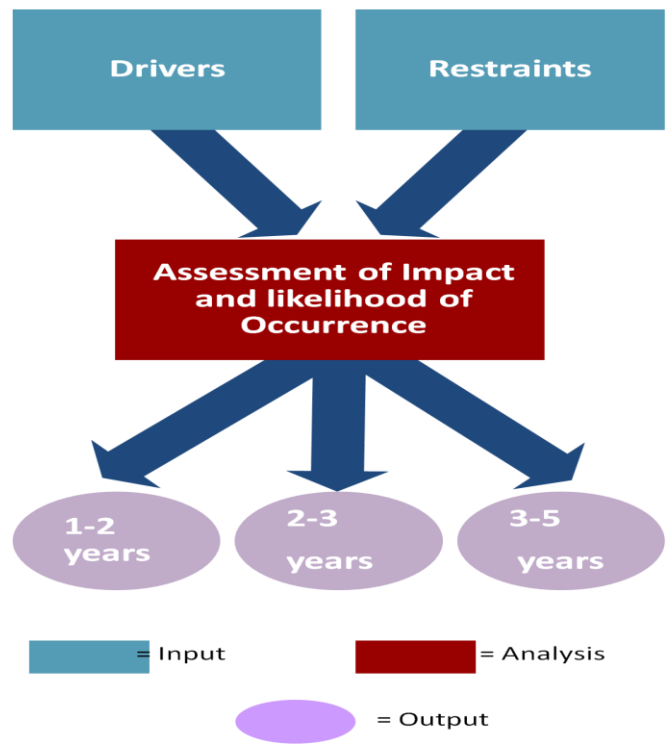 Drivers
Restraints
Assessment of Impact
and likelihood of
Occurrence
1-2
years
2-3
years
3-5
years
= Input
= Analysis
= Output